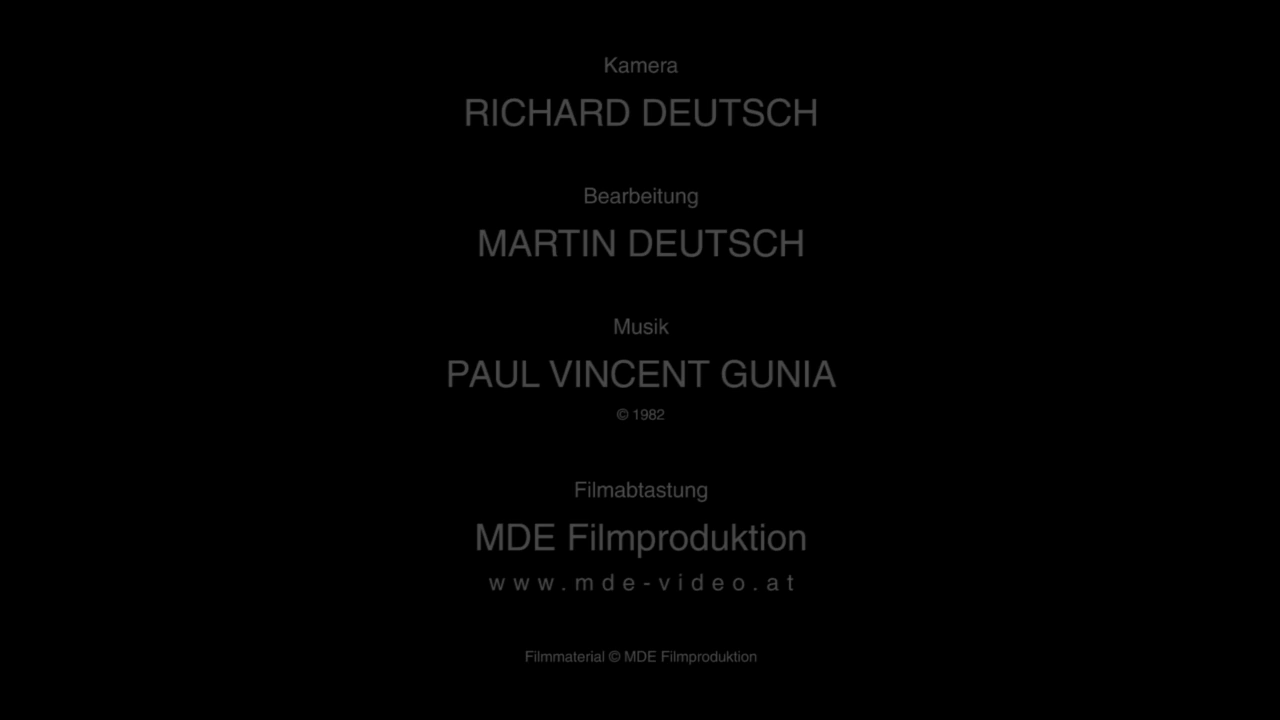 Kamera
RICHARD DEUTSCH
Bearbeitung
MARTIN DEUTSCH
Musik
PAUL VINCENT GUNIA
© 1982
Filmabtastung
MDE Filmproduktion
www.mde-video.at
Filmmaterial © MDE Filmproduktion